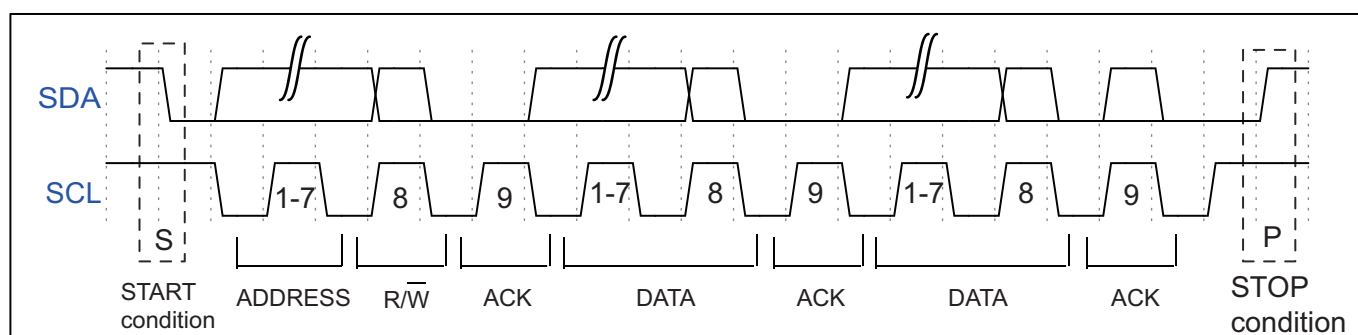 SDA
SCL
1-7
8
9
1-7
8
9
1-7
8
9
S
P
START
condition
ADDRESS
R/W̅
ACK
DATA
ACK
DATA
ACK
STOP
condition